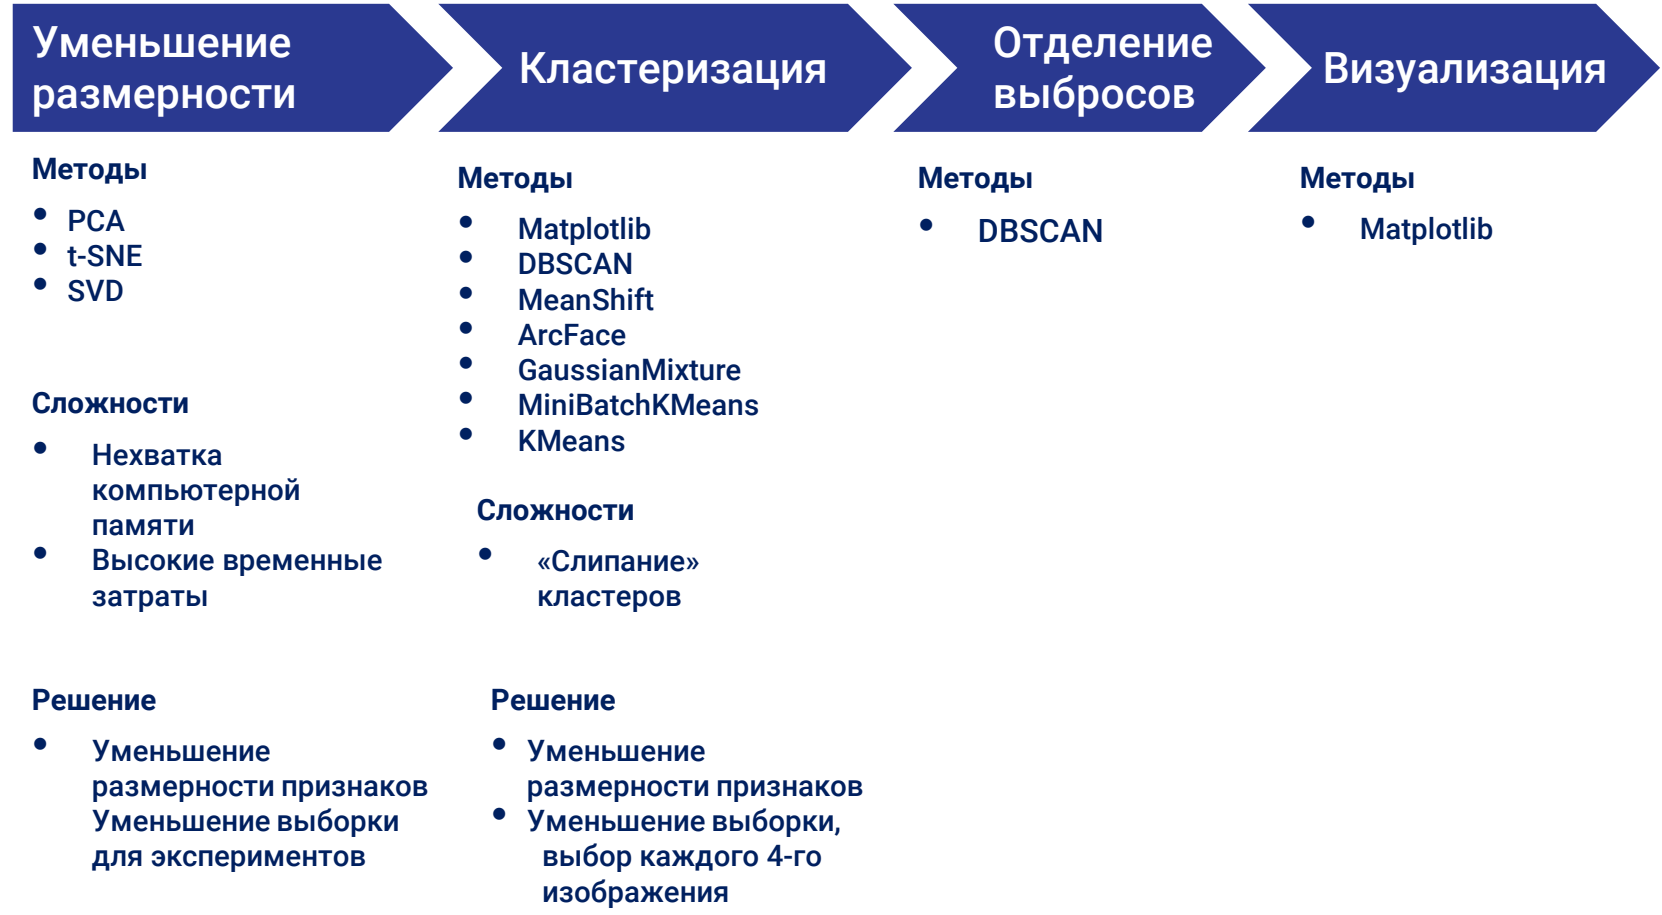 Уменьшение
размерности
Кластеризация
Отделение
выбросов
Визуализация
Методы
• PCA
• t-SNE
• SVD
Сложности
• Нехватка
компьютерной
памяти
• Высокие временные
затраты
Решение
• Уменьшение
размерности признаков
Уменьшение выборки
для экспериментов
Методы
• Matplotlib
• DBSCAN
• MeanShift
• ArcFace
• GaussianMixture
• MiniBatchKMeans
• KMeans
Сложности
• «Слипание»
кластеров
Решение
• Уменьшение
размерности признаков
• Уменьшение выборки,
выбор каждого 4-го
изображения
Методы
• DBSCAN
Методы
• Matplotlib